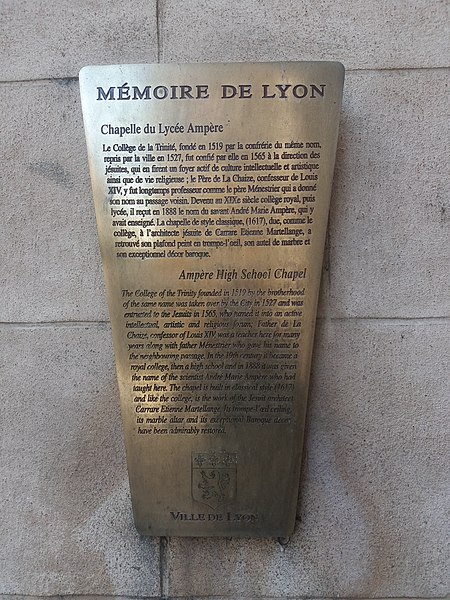 MÉMOIRE DE LYON
Chapelle du Lycée Ampère
Le Collège de la Trinité, fondé en 1519 par la confrérie du même nom,
repris par la ville en 1527, fut confié par elle en 1565 à la direction des
jésuites, qui en firent un foyer actif de culture intellectuelle et artistique
ainsi que de vie religieuse ; le Père de La Chaize, confesseur de Louis
XIV, y fut longtemps professeur comme le père Ménestrier qui a donné
son nom au passage voisin. Devenu au XIXe siècle collège royal, puis
lycée, il reçut en 1888 le nom du savant André Marie Ampère, qui y
avait enseigné. La chapelle de style classique, (1617), due, comme le
collège, à l'architecte jésuite de Carrare Etienne Martellange, a
retrouvé son plafond peint en trompe-l'oeil, son autel de marbre et
son exceptionnel décor baroque.
Ampère High School Chapel
The College of the Trinity founded in 1519 by the brotherhood
of the same name was taken over by the City in 1527 and was
entrusted to the Jesuits in 1565, who turned it into an active
intellectual, artistic and religious forum, Father de La
Chaize, confessor of Louis XIV, was a teacher here for many
years along with father Ménestrier who gave his name to
the neighbouring passage. In the 19th century it became a
royal college, then a high school and in 1888 it was given
the name of the scientist André Marie Ampère who had
taught here. The chapel is built in classical style (1617)
and like the college, is the work of the Jesuit architect
Carrare Etienne Martellange. Its trompe-l'œil ceiling,
its marble altar and its exceptional Baroque decor
have been admirably restored.
VILLE DE LYON